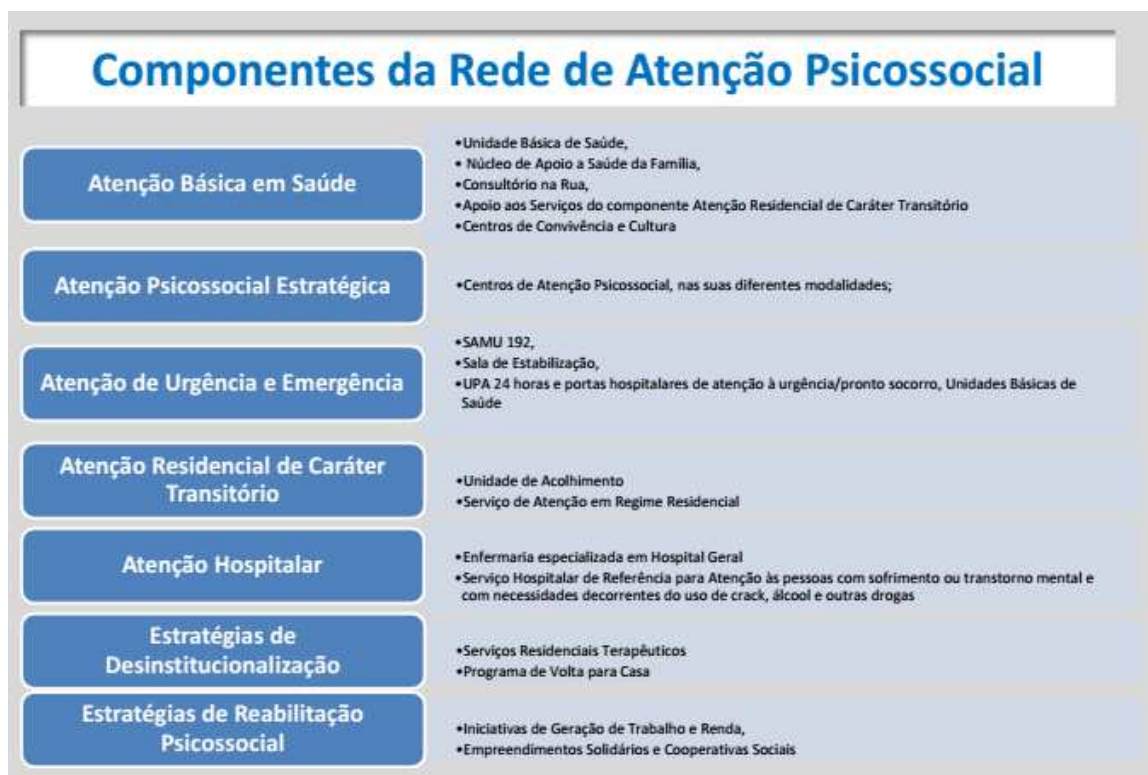 Componentes da Rede de Atenção Psicossocial
Atenção Básica em Saúde
•Unidade Básica de Saúde,
• Núcleo de Apoio a Saúde da Família,
•Consultório na Rua,
•Apoio aos Serviços do componente Atenção Residencial de Caráter Transitório
•Centros de Convivência e Cultura
Atenção Psicossocial Estratégica
•Centros de Atenção Psicossocial, nas suas diferentes modalidades;
Atenção de Urgência e Emergência
•SAMU 192,
•Sala de Estabilização,
•UPA 24 horas e portas hospitalares de atenção à urgência/pronto socorro, Unidades Básicas de
Saúde
Atenção Residencial de Caráter
Transitório
•Unidade de Acolhimento
•Serviço de Atenção em Regime Residencial
Atenção Hospitalar
•Enfermaria especializada em Hospital Geral
•Serviço Hospitalar de Referência para Atenção às pessoas com sofrimento ou transtorno mental e
com necessidades decorrentes do uso de crack, álcool e outras drogas
Estratégias de
Desinstitucionalização
•Serviços Residenciais Terapêuticos
•Programa de Volta para Casa
Estratégias de Reabilitação
Psicossocial
•Iniciativas de Geração de Trabalho e Renda,
•Empreendimentos Solidários e Cooperativas Sociais